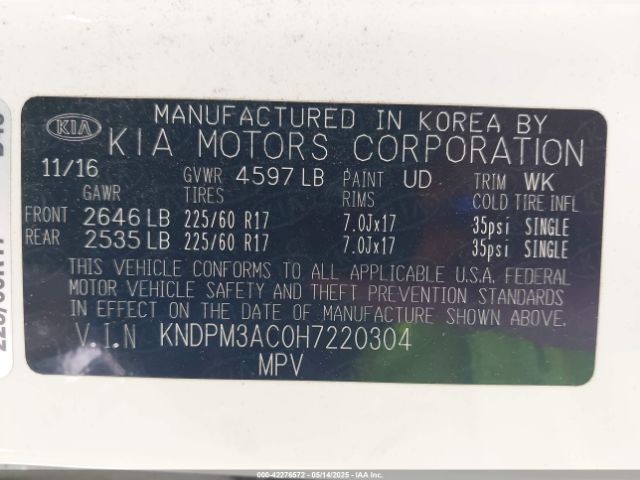 KIA
MANUFACTURED IN KOREA BY
KIA MOTORS CORPORATION
11/16 GVWR 4597 LB PAINT UD TRIM WK
GAWR TIRES RIMS COLD TIRE INFL
FRONT 2646 LB 225/60 R17 7.0Jx17 35psi SINGLE
REAR 2535 LB 225/60 R17 7.0Jx17 35psi SINGLE
THIS VEHICLE CONFORMS TO ALL APPLICABLE U.S.A. FEDERAL
MOTOR VEHICLE SAFETY AND THEFT PREVENTION STANDARDS
IN EFFECT ON THE DATE OF MANUFACTURE SHOWN ABOVE.
V.I.N KNDPM3AC0H7220304
MPV
000-42276572 - 05/14/2025 - IAAI.COM